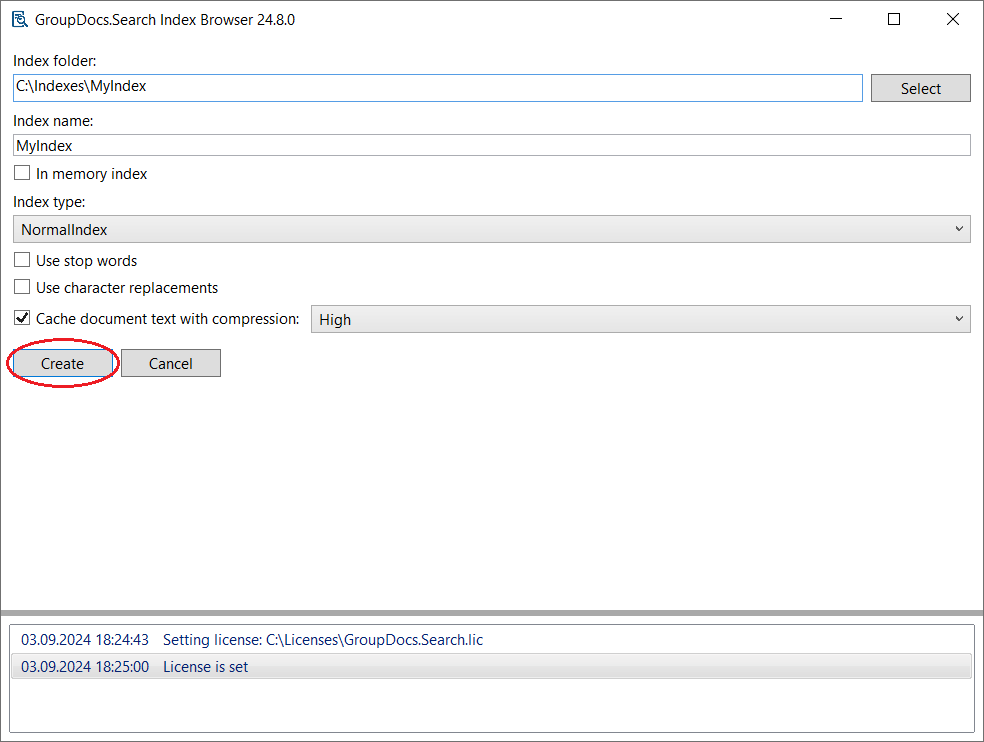 GroupDocs.Search Index Browser 24.8.0
Index folder:
C:\Indexes\MyIndex
Select
Index name:
MyIndex
In memory index
Index type:
NormalIndex
Use stop words
Use character replacements
Cache document text with compression: High
Create Cancel
03.09.2024 18:24:43 Setting license: C:\Licenses\GroupDocs.Search.lic
03.09.2024 18:25:00 License is set